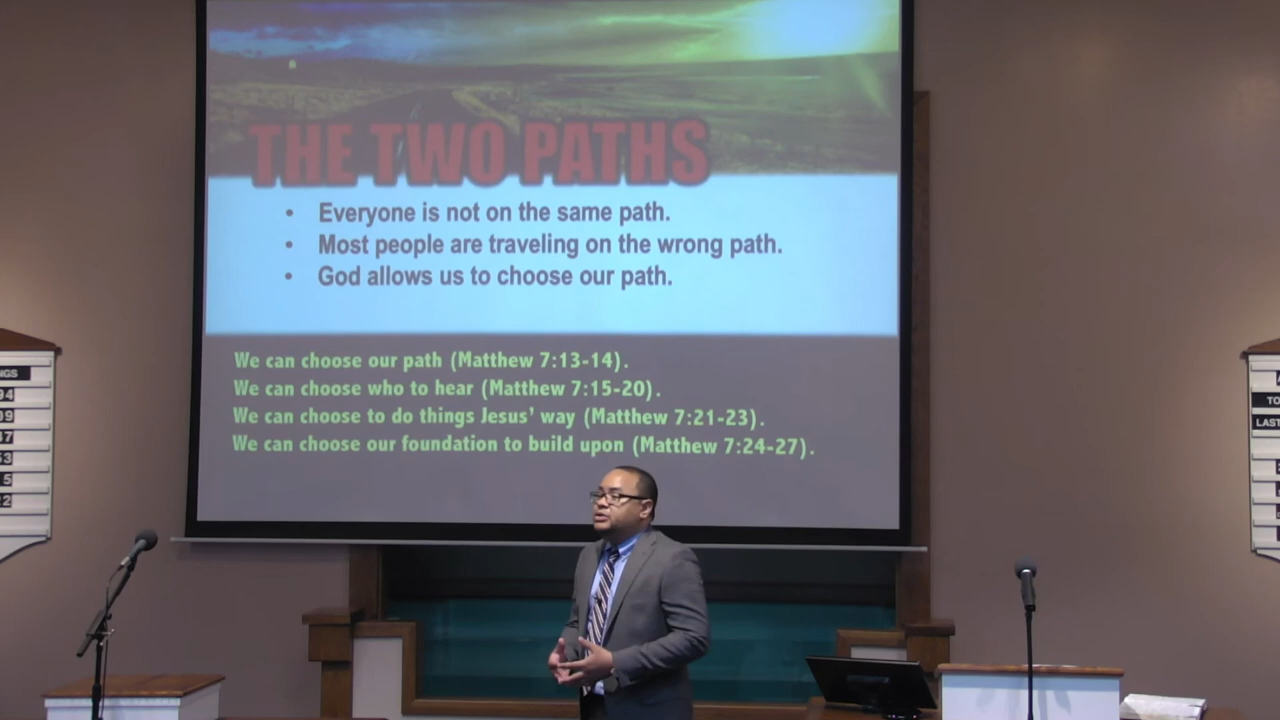 THE TWO PATHS
• Everyone is not on the same path.
• Most people are traveling on the wrong path.
• God allows us to choose our path.
We can choose our path (Matthew 7:13-14).
We can choose who to hear (Matthew 7:15-20).
We can choose to do things Jesus’ way (Matthew 7:21-23).
We can choose our foundation to build upon (Matthew 7:24-27).